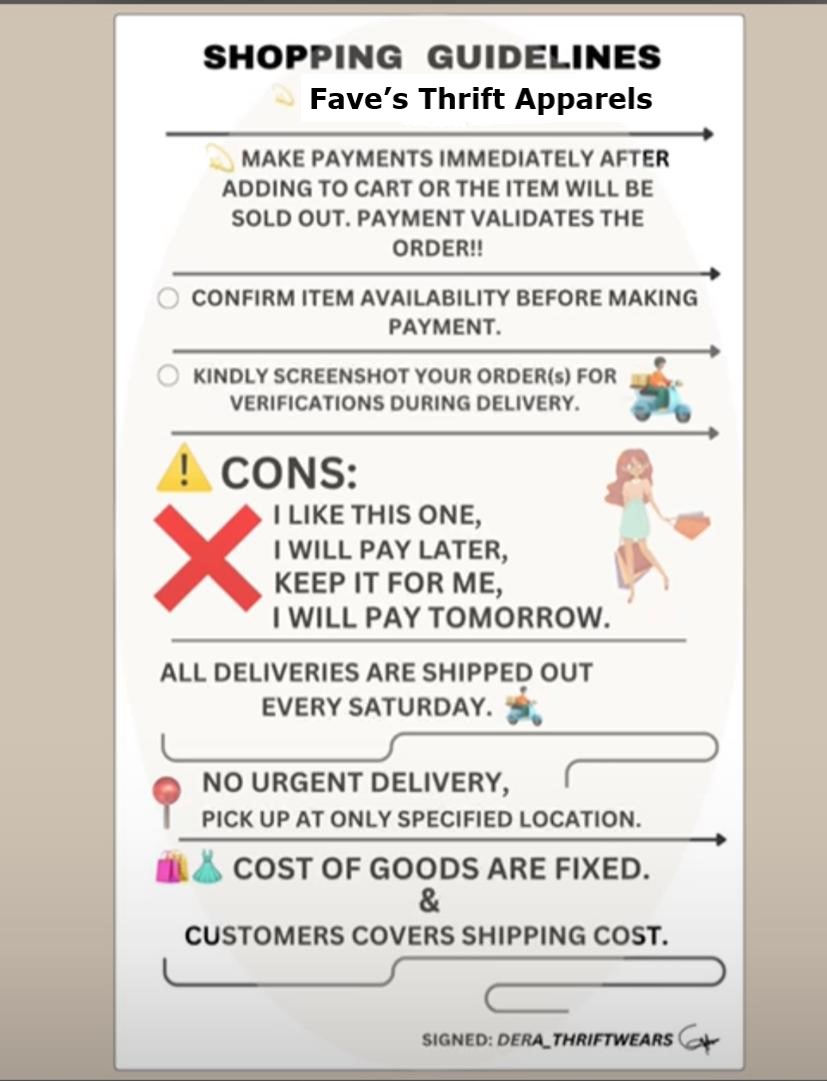 SHOPPING GUIDELINES
Fave's Thrift Apparels
MAKE PAYMENTS IMMEDIATELY AFTER
ADDING TO CART OR THE ITEM WILL BE
SOLD OUT. PAYMENT VALIDATES THE
ORDER!!
CONFIRM ITEM AVAILABILITY BEFORE MAKING
PAYMENT.
KINDLY SCREENSHOT YOUR ORDER(s) FOR
VERIFICATIONS DURING DELIVERY.
CONS:
I LIKE THIS ONE,
I WILL PAY LATER,
KEEP IT FOR ME,
I WILL PAY TOMORROW.
ALL DELIVERIES ARE SHIPPED OUT
EVERY SATURDAY.
NO URGENT DELIVERY,
PICK UP AT ONLY SPECIFIED LOCATION.
COST OF GOODS ARE FIXED.
&
CUSTOMERS COVERS SHIPPING COST.
SIGNED: DERA_THRIFTWEARS